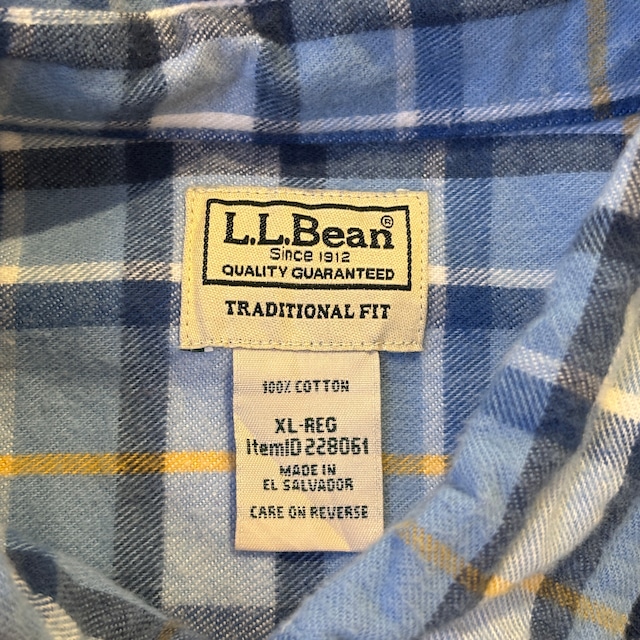 L.L.Bean®
Since 1912
QUALITY GUARANTEED
TRADITIONAL FIT
100% COTTON
XL-REG
ItemID 228061
MADE IN
EL SALVADOR
CARE ON REVERSE